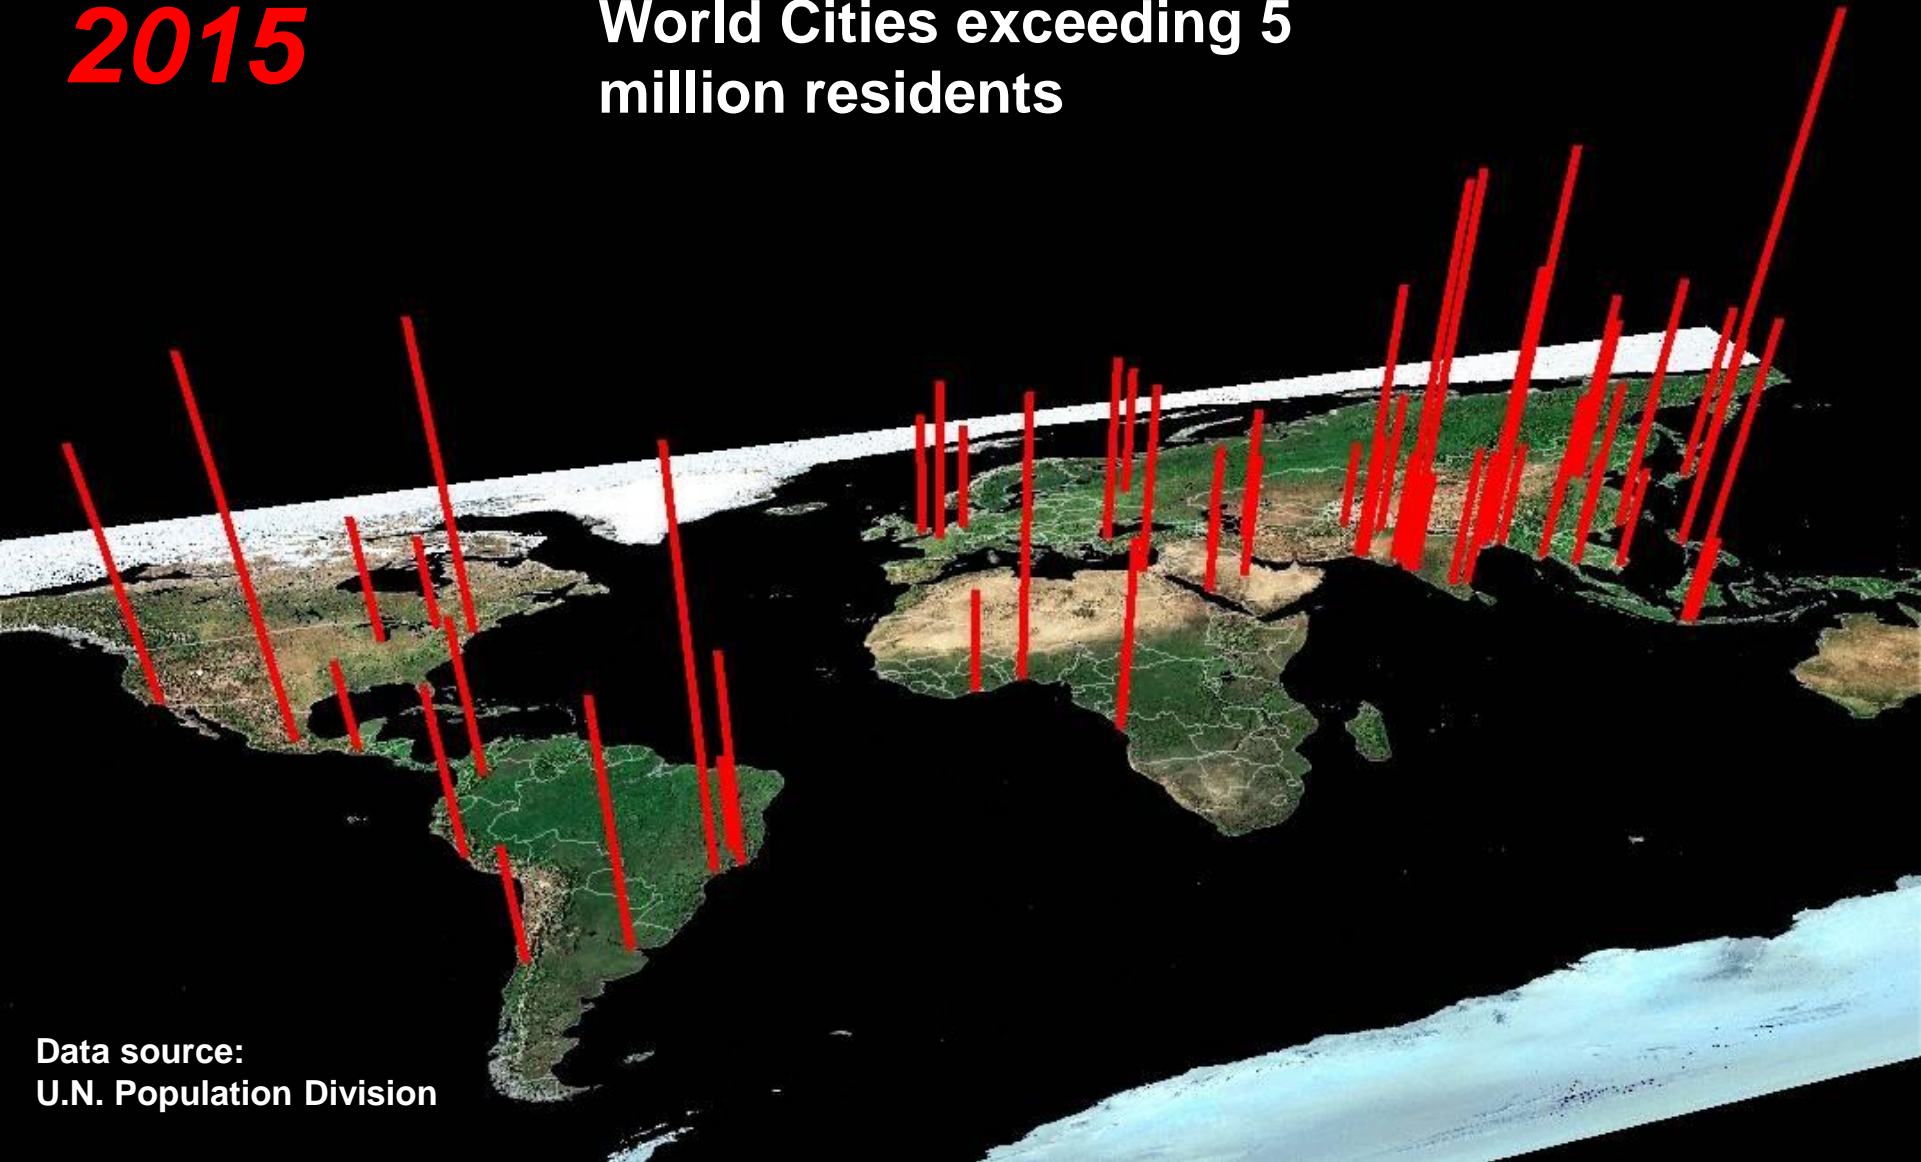 2015
World Cities exceeding 5
million residents
Data source:
U.N. Population Division